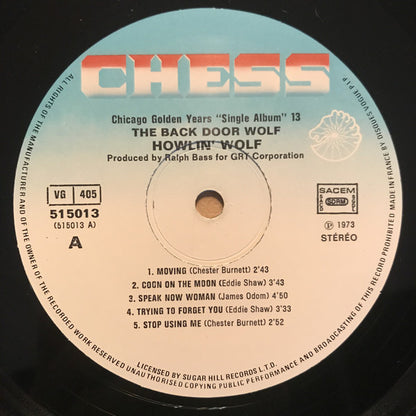 CHESS
Chicago Golden Years "Single Album" 13
THE BACK DOOR WOLF
HOWLIN' WOLF
Produced by Ralph Bass for GRT Corporation
VG 405
515013
(515013 A)
A
SACEM
SDRM
SACD
SGDL
℗ 1973
STÉRÉO
1. MOVING (Chester Burnett) 2'43
2. COON ON THE MOON (Eddie Shaw) 3'43
3. SPEAK NOW WOMAN (James Odom) 4'50
4. TRYING TO FORGET YOU (Eddie Shaw) 3'33
5. STOP USING ME (Chester Burnett) 2'52
LICENSED BY SUGAR HILL RECORDS L.T.D.
ALL RIGHTS OF THE MANUFACTURER AND OF THE OWNER OF THE RECORDED WORK RESERVED UNAUTHORISED COPYING PUBLIC PERFORMANCE AND BROADCASTING OF THIS RECORD PROHIBITED MADE IN FRANCE BY DISQUES VOGUE P.I.P.